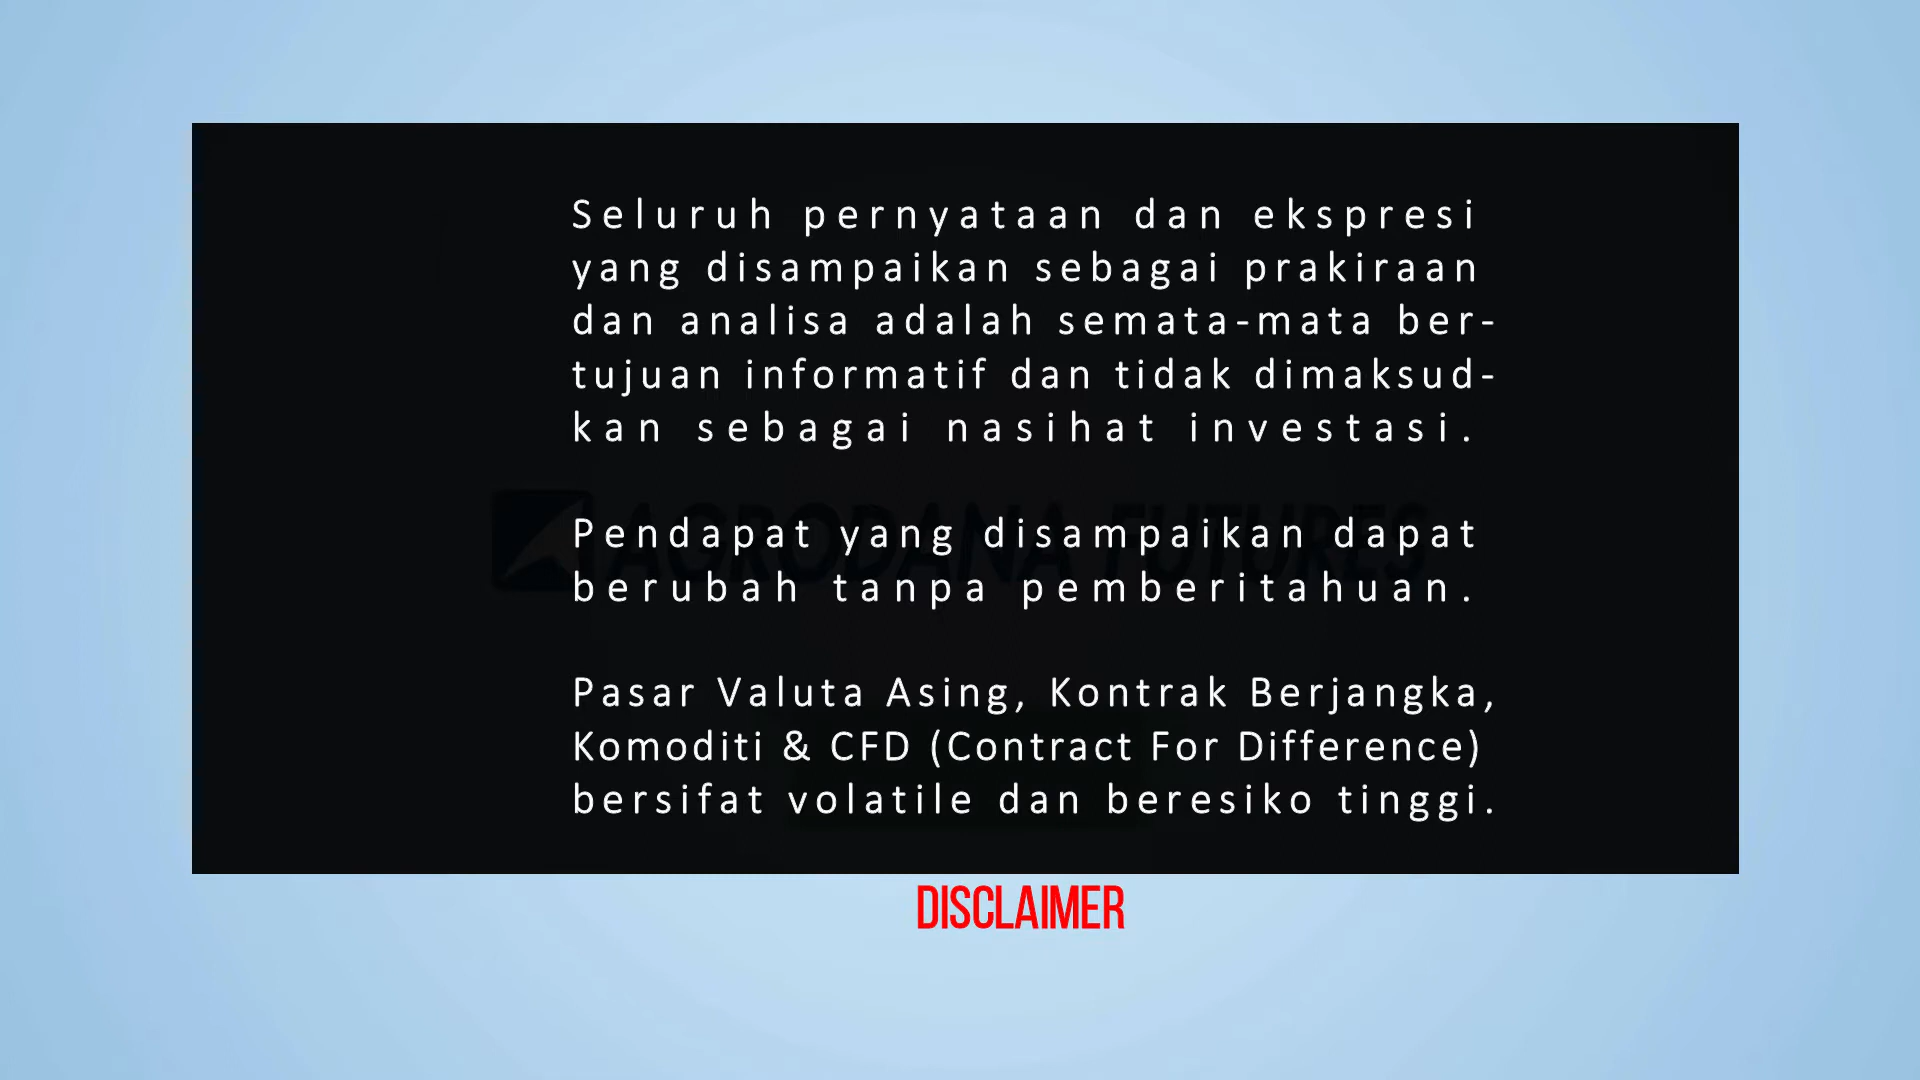 Seluruh pernyataan dan ekspresi
yang disampaikan sebagai prakiraan
dan analisa adalah semata-mata ber-
tujuan informatif dan tidak dimaksud-
kan sebagai nasihat investasi.
AGRODANA FUTURES
Pendapat yang disampaikan dapat
berubah tanpa pemberitahuan.
Pasar Valuta Asing, Kontrak Berjangka,
Komoditi & CFD (Contract For Difference)
bersifat volatile dan beresiko tinggi.
DISCLAIMER